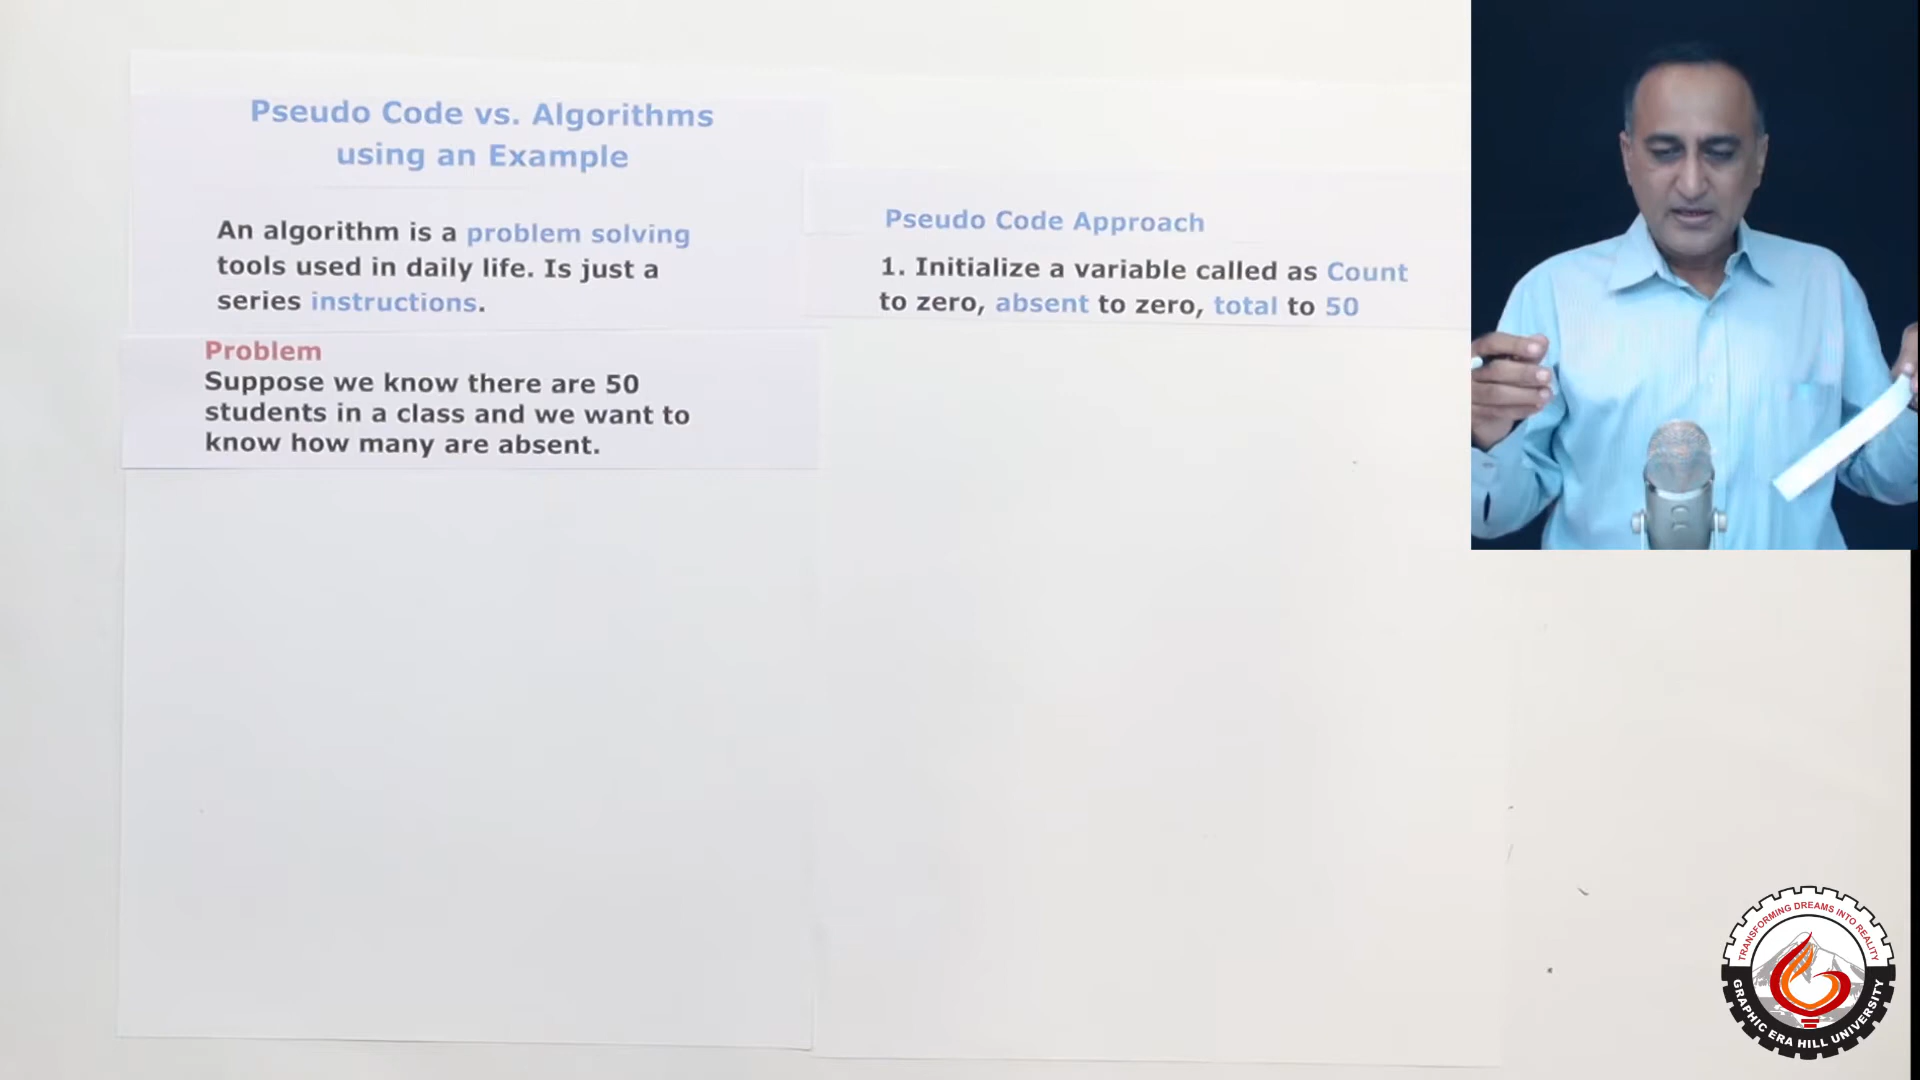 Pseudo Code vs. Algorithms
using an Example
An algorithm is a problem solving
tools used in daily life. Is just a
series instructions.
Problem
Suppose we know there are 50
students in a class and we want to
know how many are absent.
Pseudo Code Approach
1. Initialize a variable called as Count
to zero, absent to zero, total to 50
TRANSFORMING DREAMS INTO REALITY
GRAPHIC ERA HILL UNIVERSITY